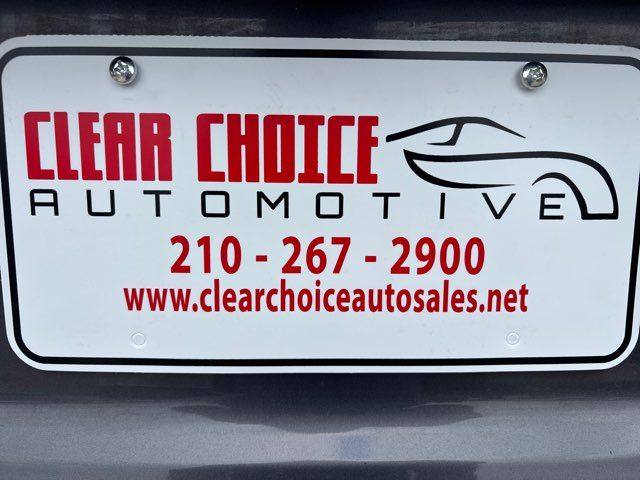 CLEAR CHOICE
AUTOMOTIVE
210 - 267 - 2900
www.clearchoiceautosales.net